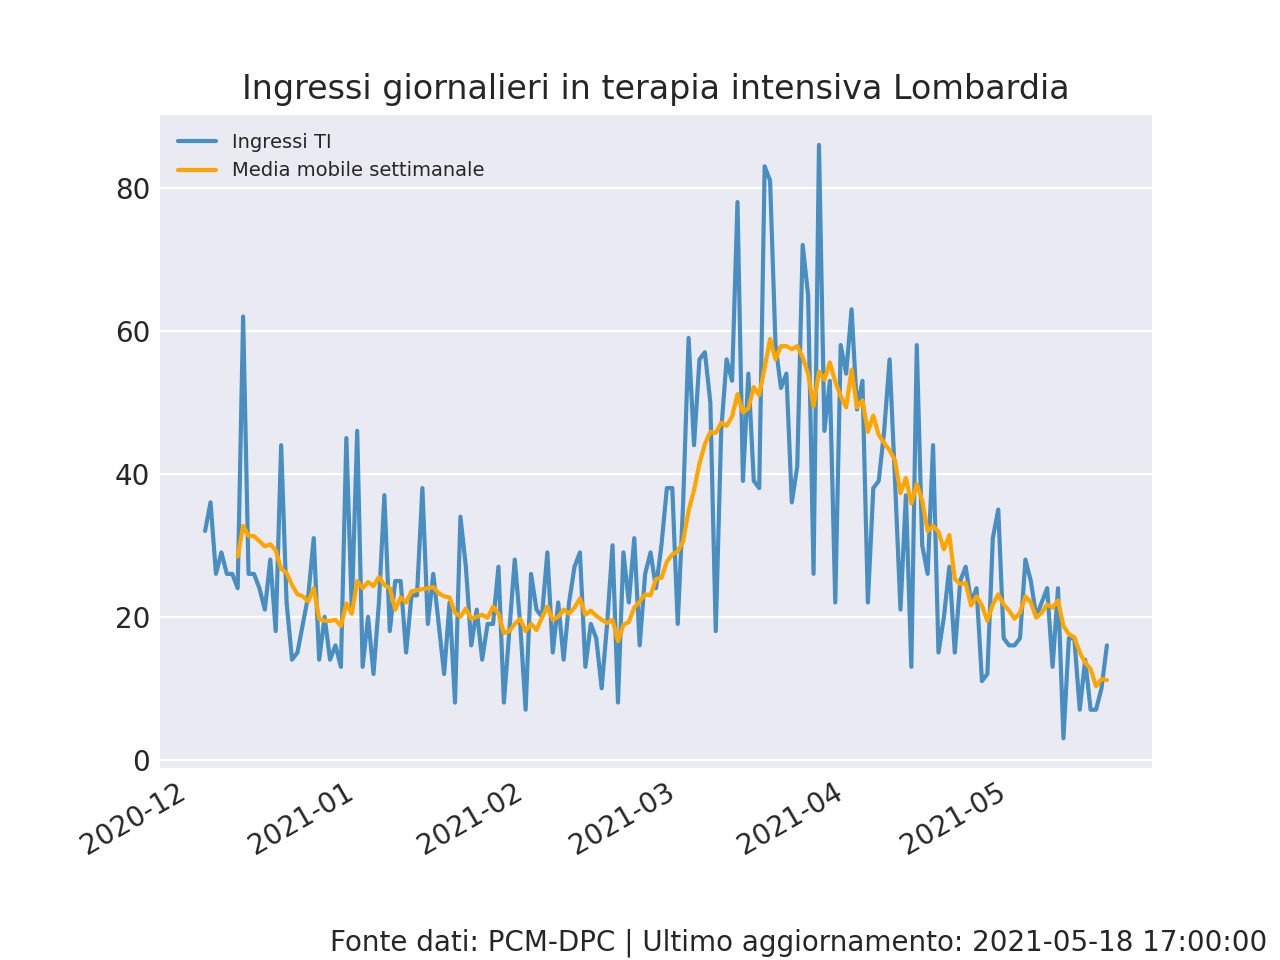 Ingressi giornalieri in terapia intensiva Lombardia
Ingressi TI
Media mobile settimanale
80
60
40
20
0
2020-12
2021-01
2021-02
2021-03
2021-04
2021-05
Fonte dati: PCM-DPC | Ultimo aggiornamento: 2021-05-18 17:00:00